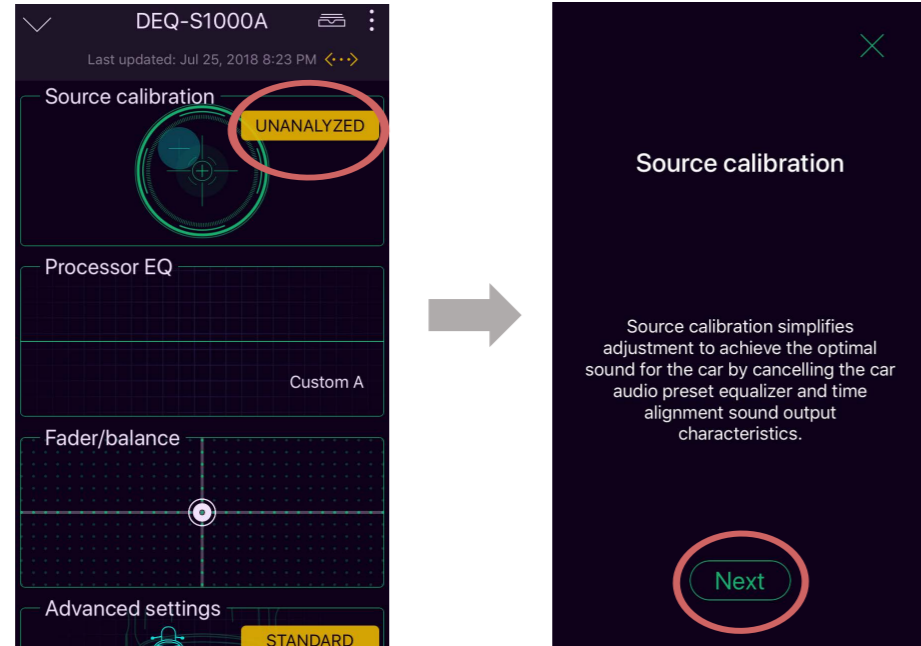 DEQ-S1000A
Last updated: Jul 25, 2018 8:23 PM
Source calibration
UNANALYZED
Processor EQ
Custom A
Fader/balance
Advanced settings
STANDARD
Source calibration
Source calibration simplifies
adjustment to achieve the optimal
sound for the car by cancelling the car
audio preset equalizer and time
alignment sound output
characteristics.
Next